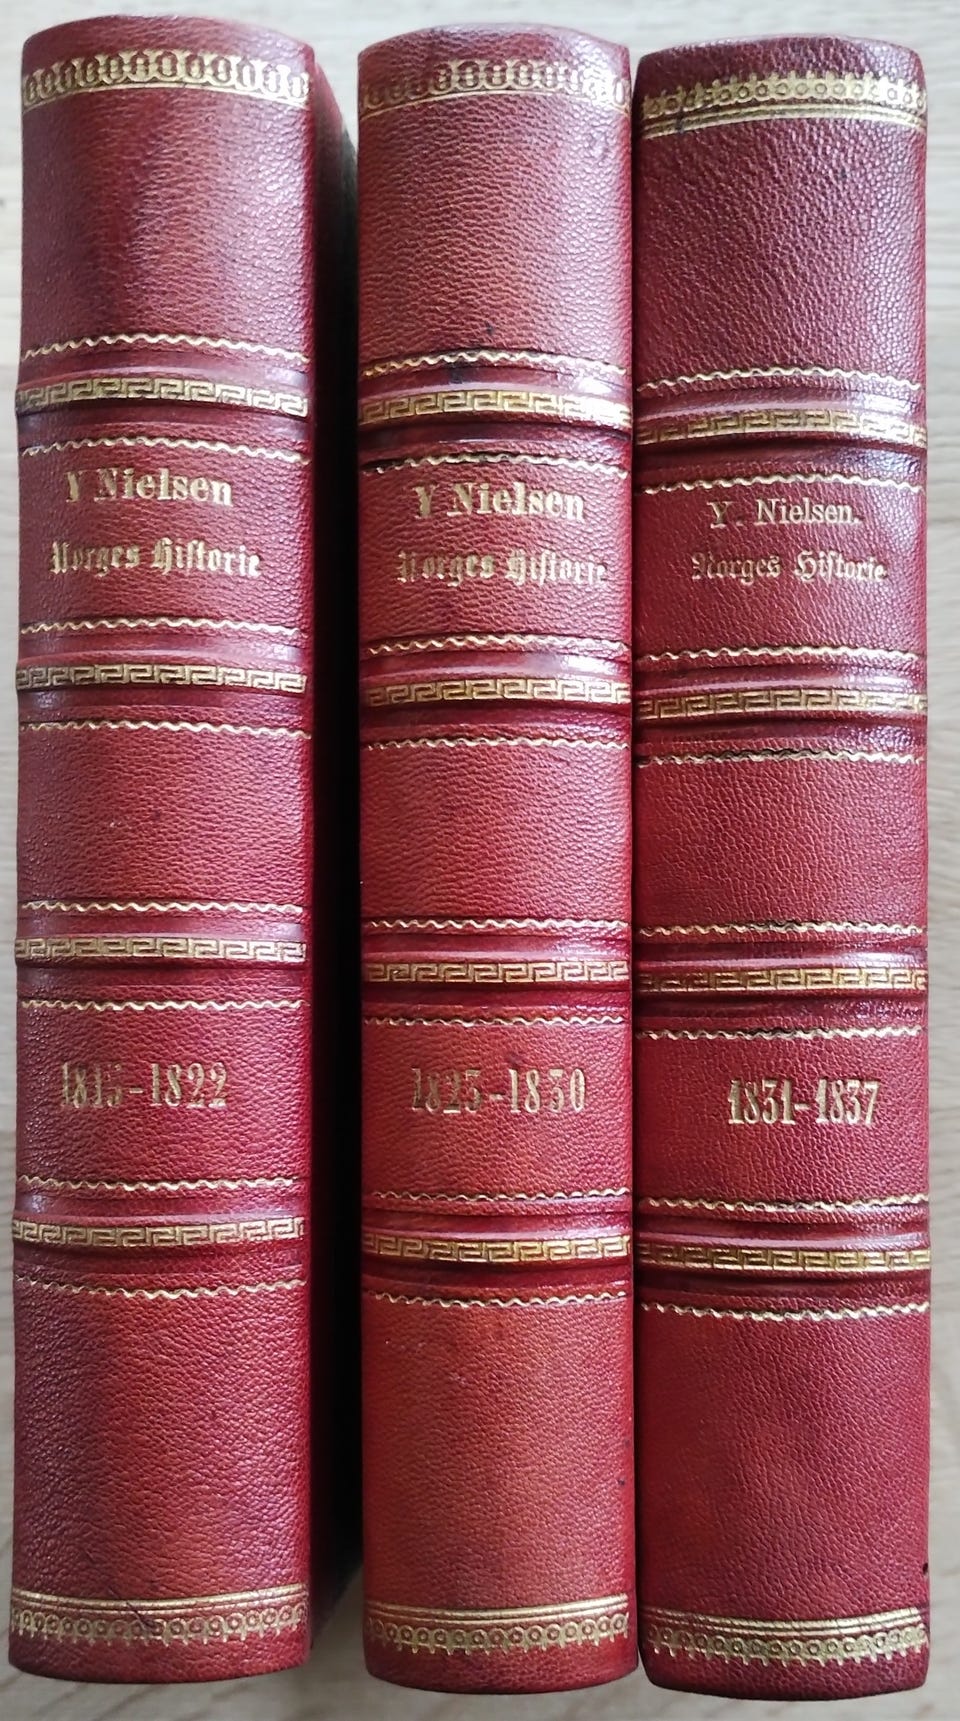 Y Nielsen
Norges Historie
1815-1822
Y Nielsen
Norges Historie
1823-1830
Y. Nielsen.
Norges Historie
1831-1837